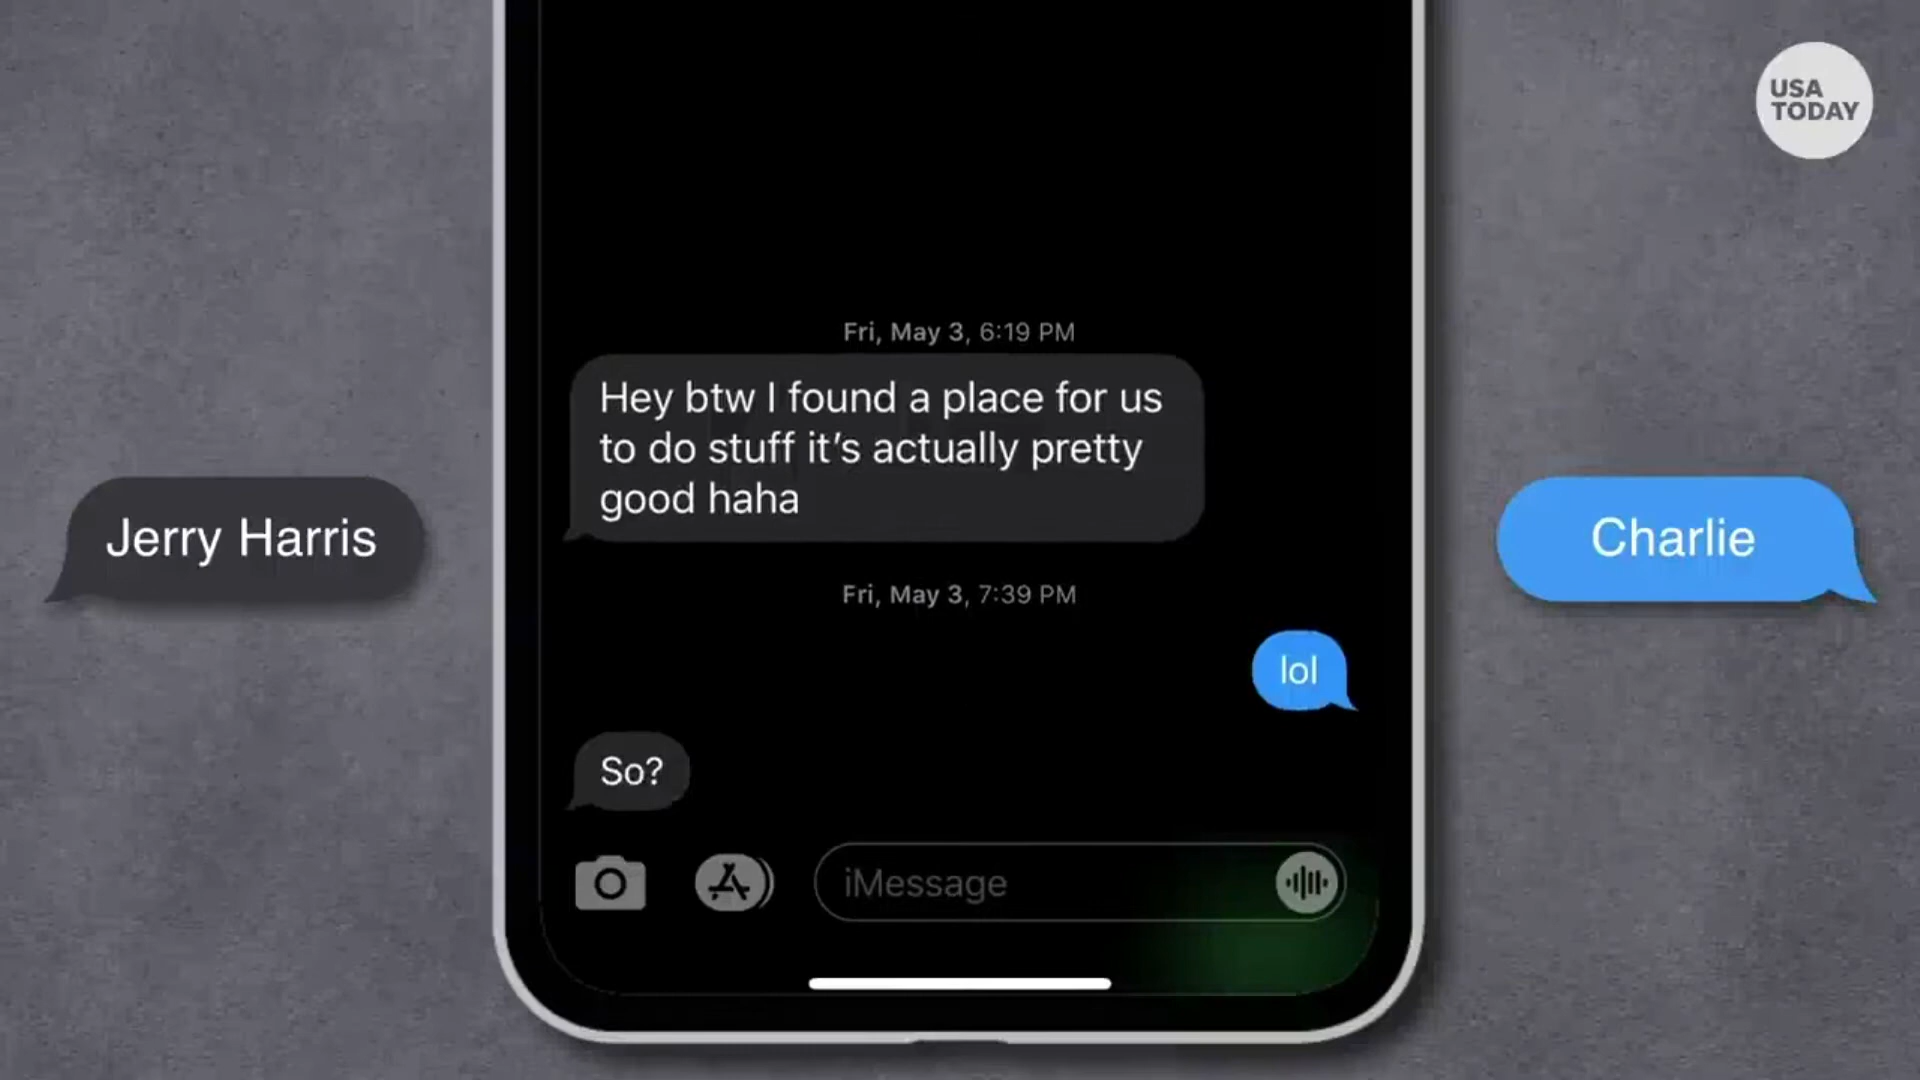 USA
TODAY
Fri, May 3, 6:19 PM
Hey btw I found a place for us
to do stuff it’s actually pretty
good haha
Jerry Harris
Charlie
Fri, May 3, 7:39 PM
lol
So?
iMessage